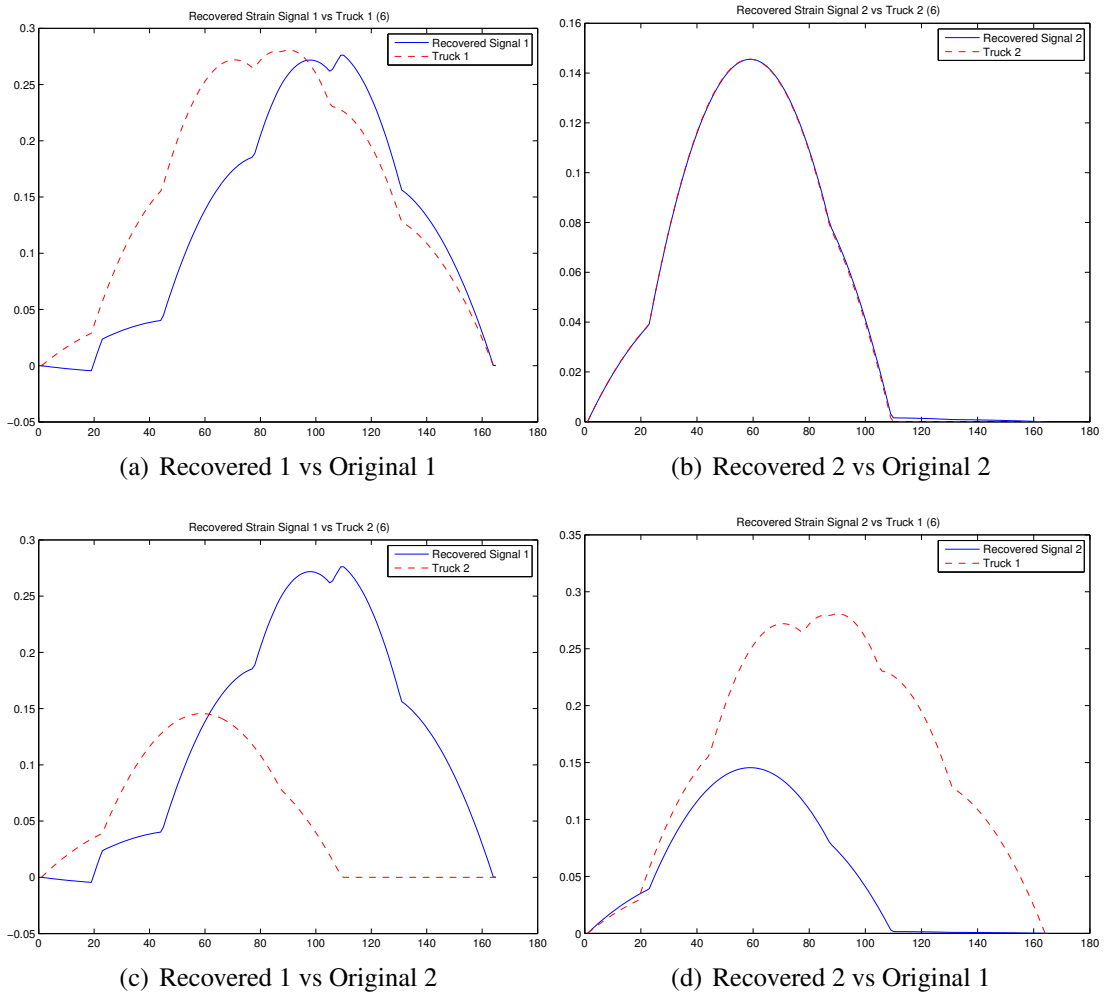 Recovered Strain Signal 1 vs Truck 1 (6)
Recovered Signal 1
Truck 1
0.3
0.25
0.2
0.15
0.1
0.05
0
−0.05
0 20 40 60 80 100 120 140 160 180
(a) Recovered 1 vs Original 1
Recovered Strain Signal 2 vs Truck 2 (6)
Recovered Signal 2
Truck 2
0.16
0.14
0.12
0.1
0.08
0.06
0.04
0.02
0
0 20 40 60 80 100 120 140 160 180
(b) Recovered 2 vs Original 2
Recovered Strain Signal 1 vs Truck 2 (6)
Recovered Signal 1
Truck 2
0.3
0.25
0.2
0.15
0.1
0.05
0
−0.05
0 20 40 60 80 100 120 140 160 180
(c) Recovered 1 vs Original 2
Recovered Strain Signal 2 vs Truck 1 (6)
Recovered Signal 2
Truck 1
0.35
0.3
0.25
0.2
0.15
0.1
0.05
0
0 20 40 60 80 100 120 140 160 180
(d) Recovered 2 vs Original 1